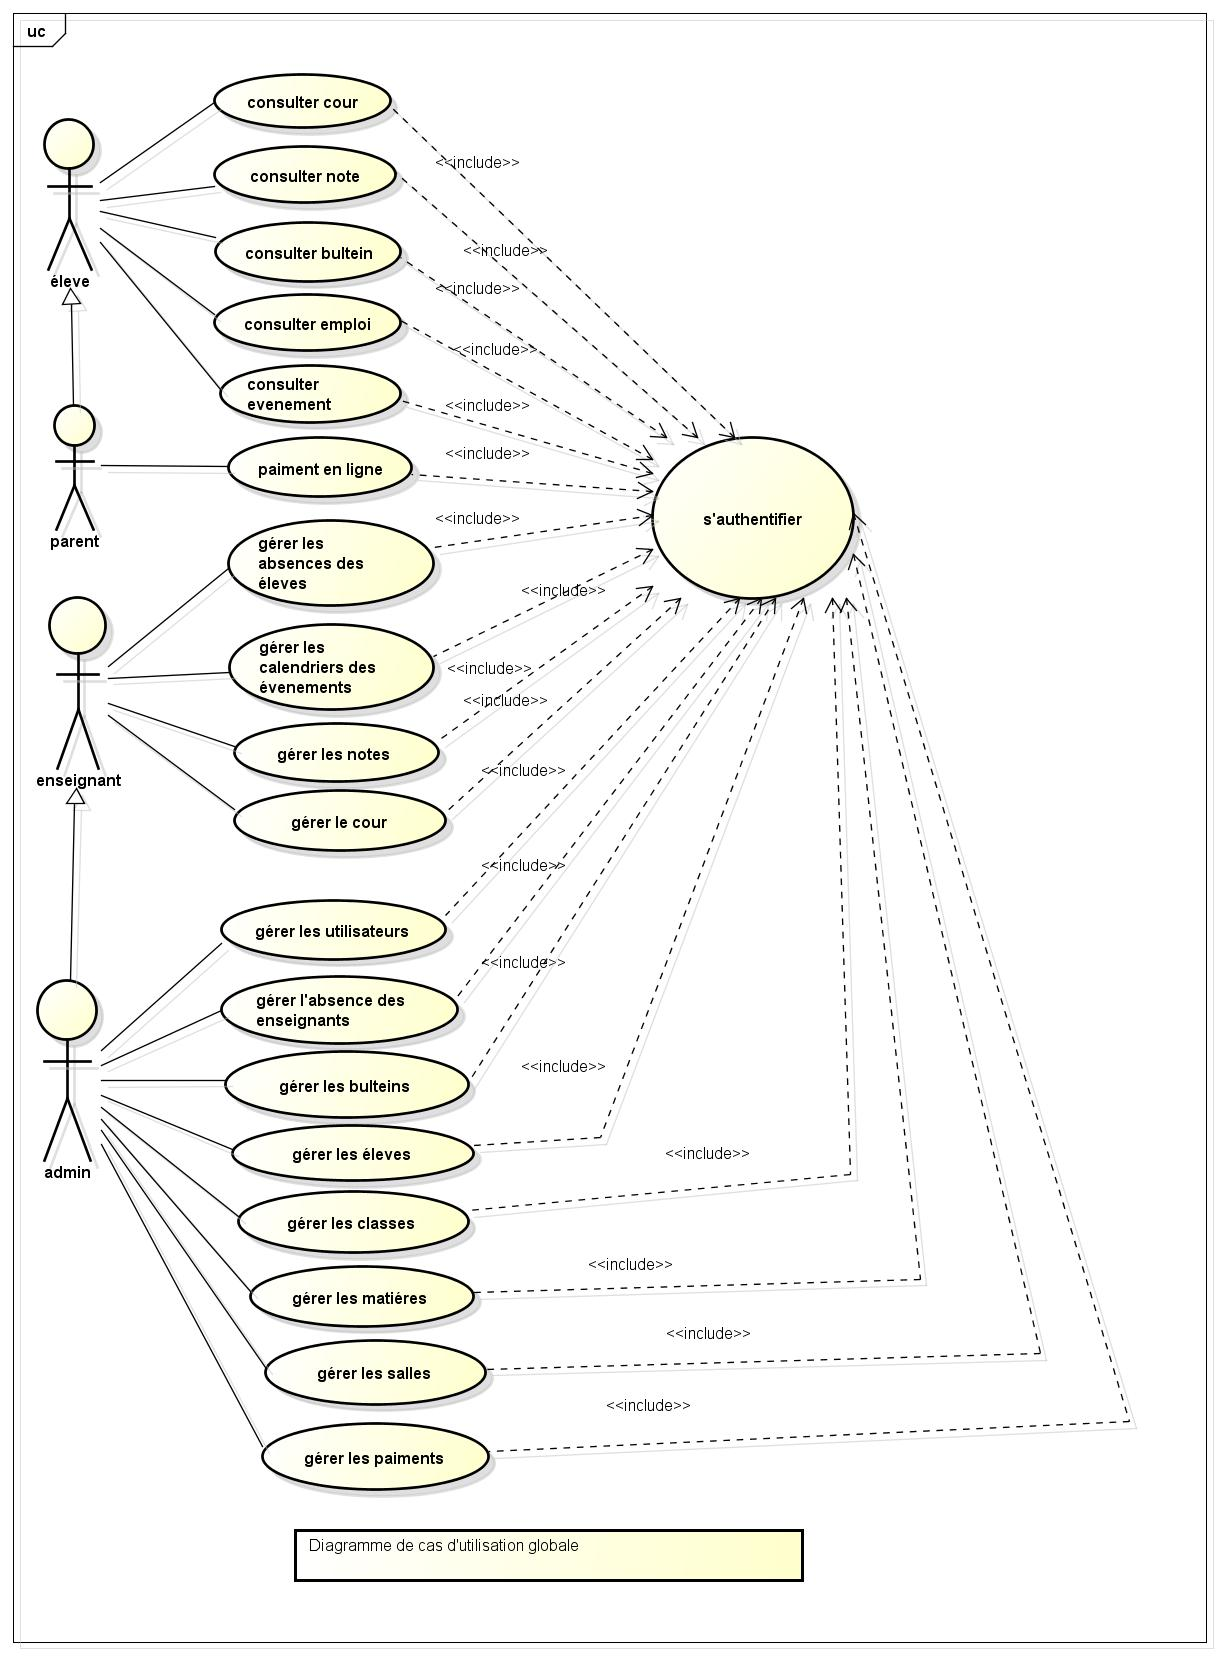 uc
consulter cour
<<include>>
éleve
consulter note
<<include>>
consulter bultein
<<include>>
consulter emploi
<<include>>
consulter
evenement
<<include>>
parent
paiment en ligne
<<include>>
s'authentifier
gérer les
absences des
éleves
<<include>>
enseignant
gérer les
calendriers des
évenements
<<include>>
gérer les notes
<<include>>
gérer le cour
<<include>>
gérer les utilisateurs
<<include>>
gérer l'absence des
enseignants
<<include>>
gérer les bulteins
<<include>>
admin
gérer les éleves
<<include>>
gérer les classes
<<include>>
gérer les matiéres
<<include>>
gérer les salles
<<include>>
gérer les paiments
<<include>>
Diagramme de cas d'utilisation globale